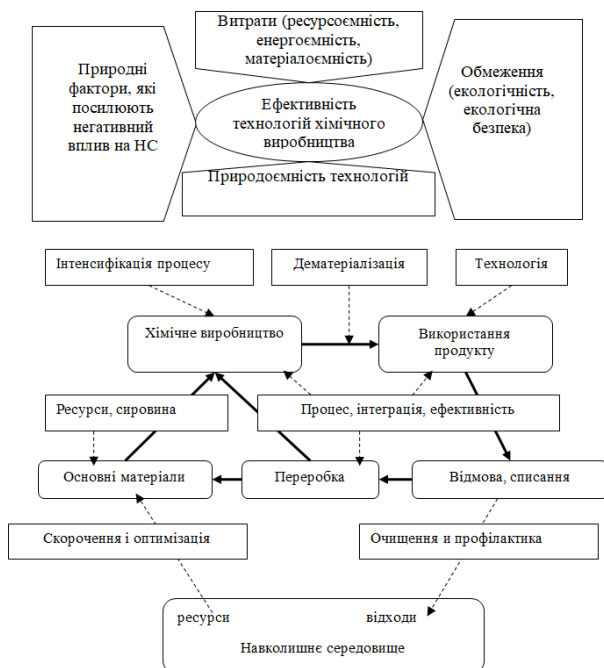 Витрати (ресурсоємність,
енергоємність,
матеріалоємність)
Природні
фактори, які
посилюють
негативний
вплив на НС
Ефективність
технологій хімічного
виробництва
Обмеження
(екологічність,
екологічна
безпека)
Природоємність технологій
Інтенсифікація процесу
Дематеріалізація
Технологія
Хімічне виробництво
Використання
продукту
Ресурси, сировина
Процес, інтеграція, ефективність
Основні матеріали
Переробка
Відмова, списання
Скорочення і оптимізація
Очищення и профілактика
ресурси
відходи
Навколишнє середовище